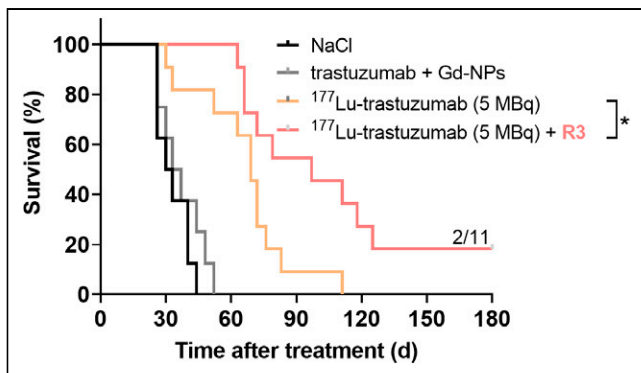 Survival (%)
100
80
60
40
20
0
NaCl
trastuzumab + Gd-NPs
¹⁷⁷Lu-trastuzumab (5 MBq)
¹⁷⁷Lu-trastuzumab (5 MBq) + R3
*
2/11
0 30 60 90 120 150 180
Time after treatment (d)